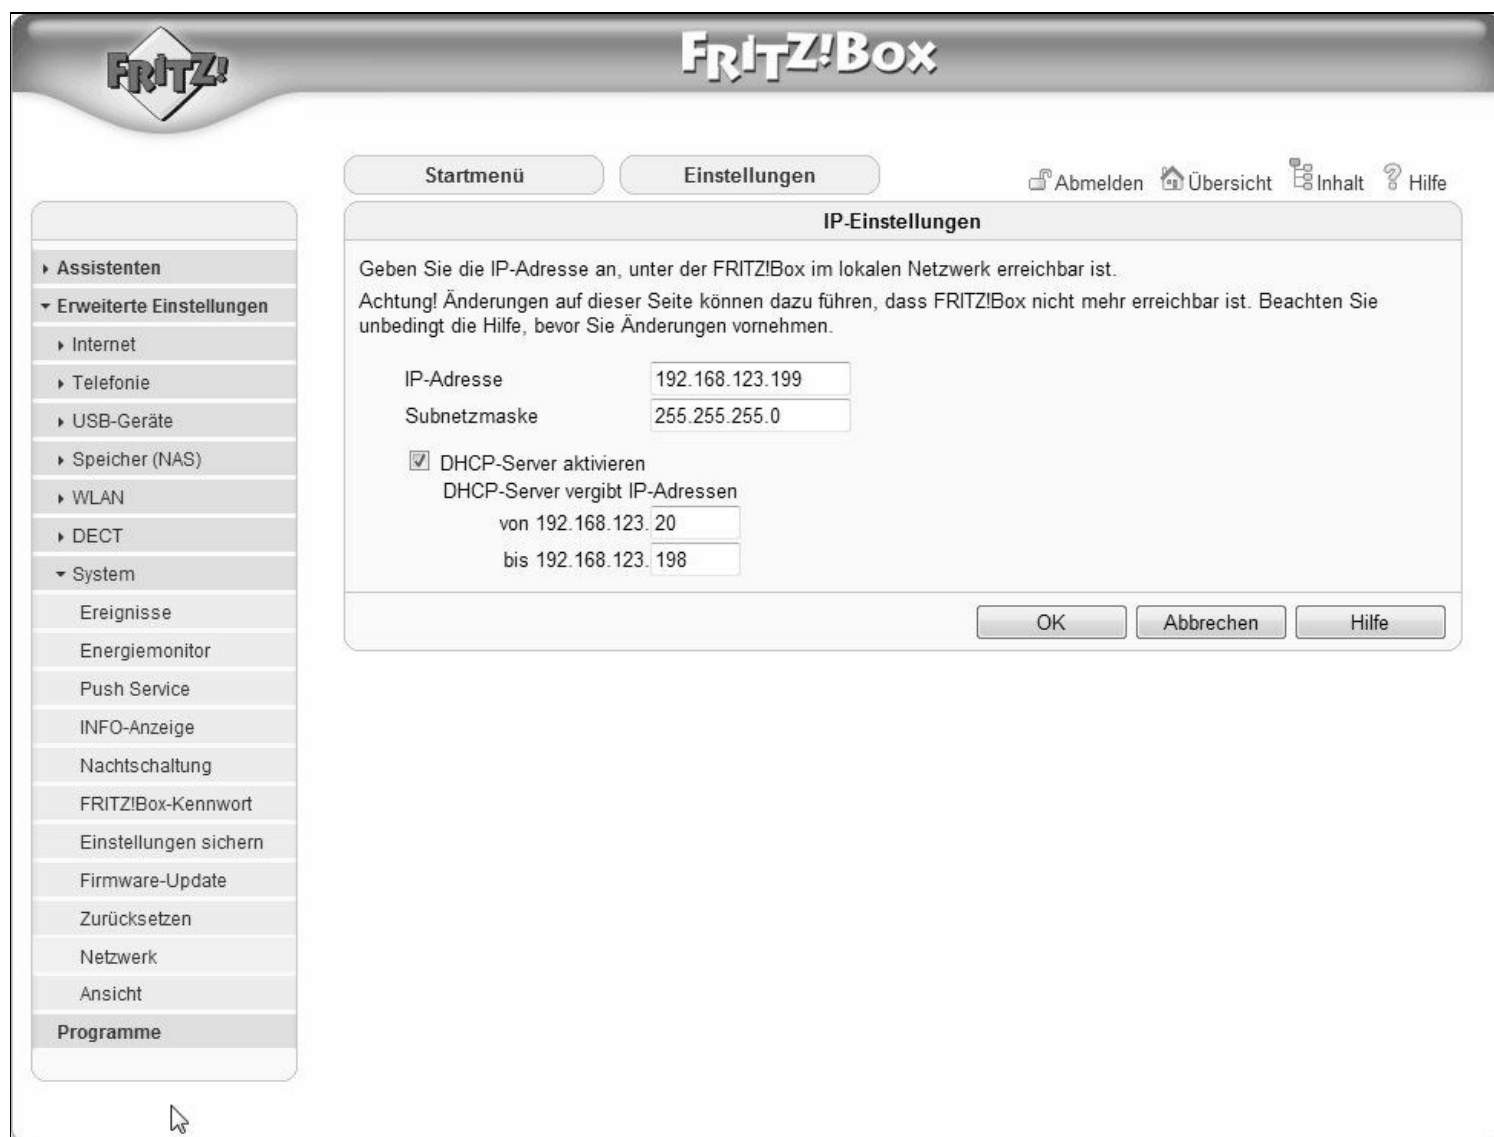 FRITZ!
FRITZ!BOX
Startmenü
Einstellungen
Abmelden
Übersicht
Inhalt
Hilfe
Assistenten
Erweiterte Einstellungen
Internet
Telefonie
USB-Geräte
Speicher (NAS)
WLAN
DECT
System
Ereignisse
Energiemonitor
Push Service
INFO-Anzeige
Nachtschaltung
FRITZ!Box-Kennwort
Einstellungen sichern
Firmware-Update
Zurücksetzen
Netzwerk
Ansicht
Programme
IP-Einstellungen
Geben Sie die IP-Adresse an, unter der FRITZ!Box im lokalen Netzwerk erreichbar ist.
Achtung! Änderungen auf dieser Seite können dazu führen, dass FRITZ!Box nicht mehr erreichbar ist. Beachten Sie
unbedingt die Hilfe, bevor Sie Änderungen vornehmen.
IP-Adresse 192.168.123.199
Subnetzmaske 255.255.255.0
DHCP-Server aktivieren
DHCP-Server vergibt IP-Adressen
von 192.168.123. 20
bis 192.168.123. 198
OK
Abbrechen
Hilfe